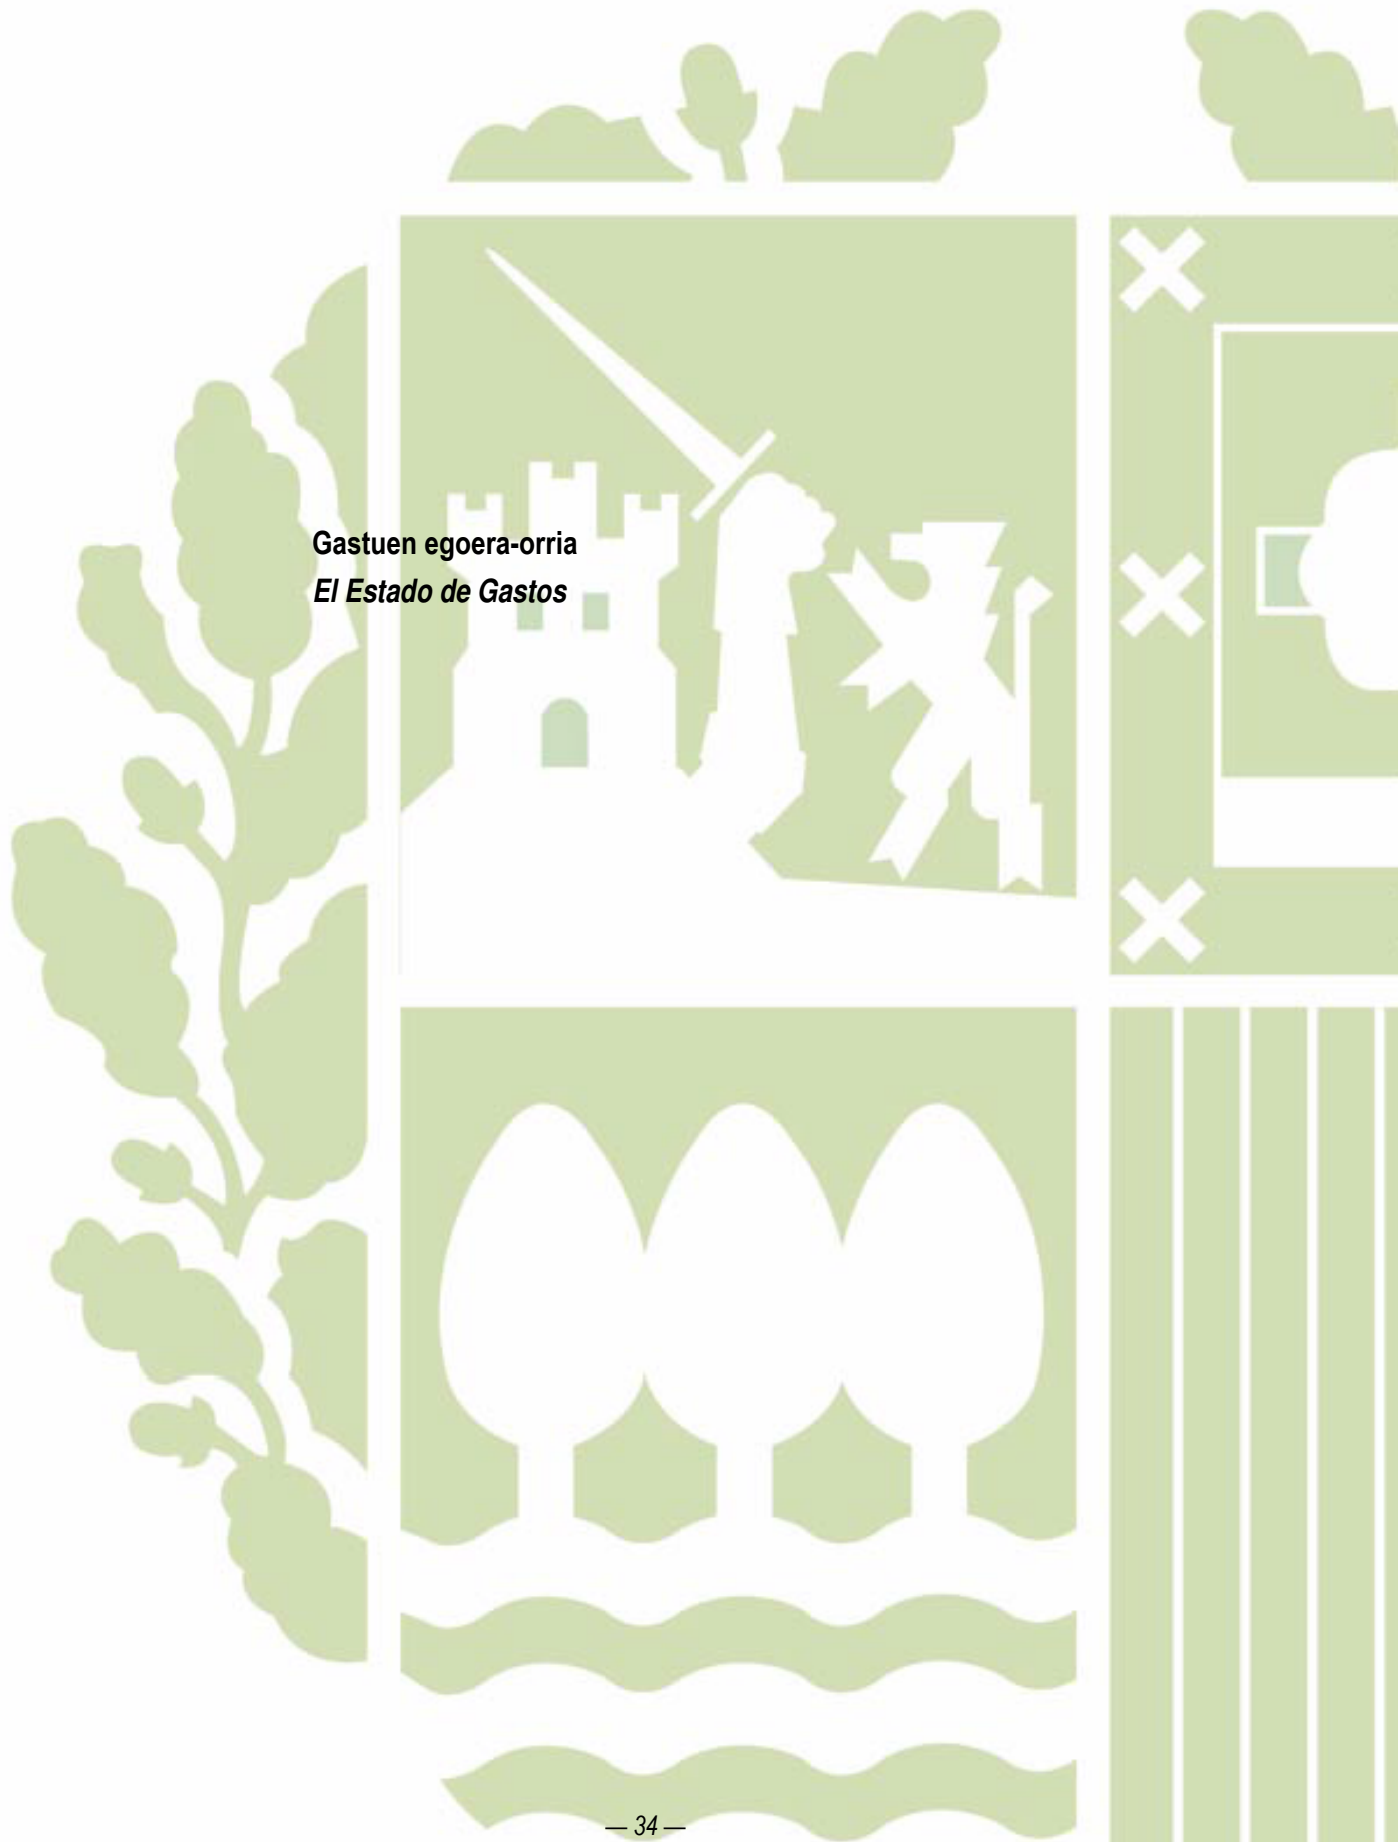 Gastuen egoera-orria
El Estado de Gastos
— 34 —